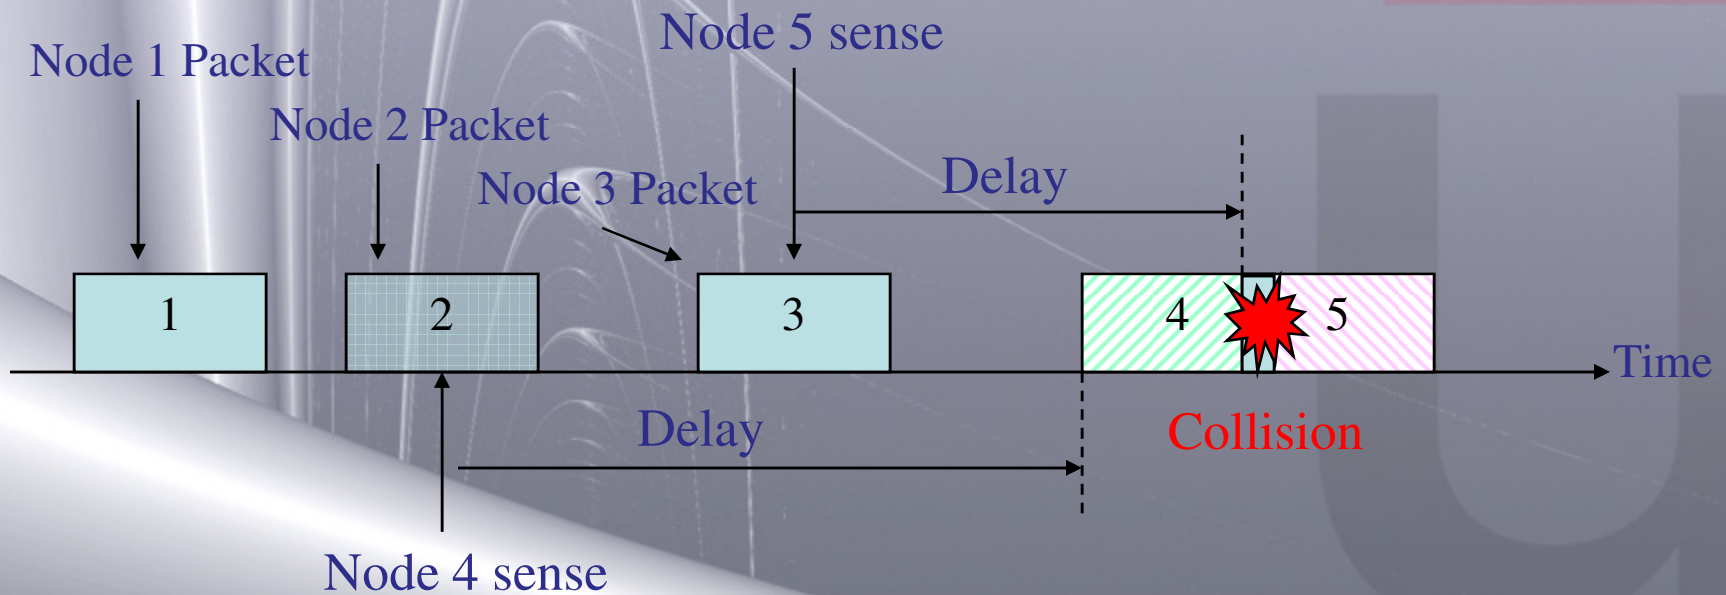 Node 5 sense
Node 1 Packet
Node 2 Packet
Node 3 Packet
Delay
1
2
3
4
5
Time
Delay
Collision
Node 4 sense